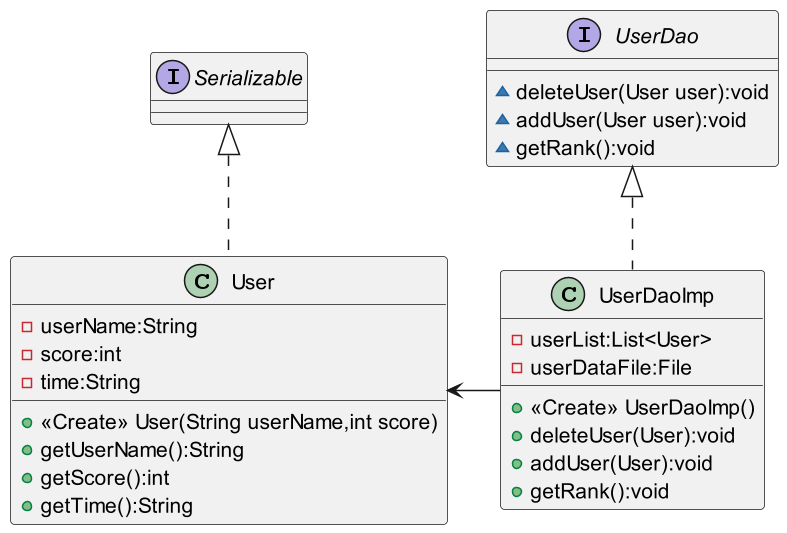 I Serializable
I UserDao
deleteUser(User user):void
addUser(User user):void
getRank():void
C User
userName:String
score:int
time:String
«Create» User(String userName,int score)
getUserName():String
getScore():int
getTime():String
C UserDaoImp
userList:List<User>
userDataFile:File
«Create» UserDaoImp()
deleteUser(User):void
addUser(User):void
getRank():void